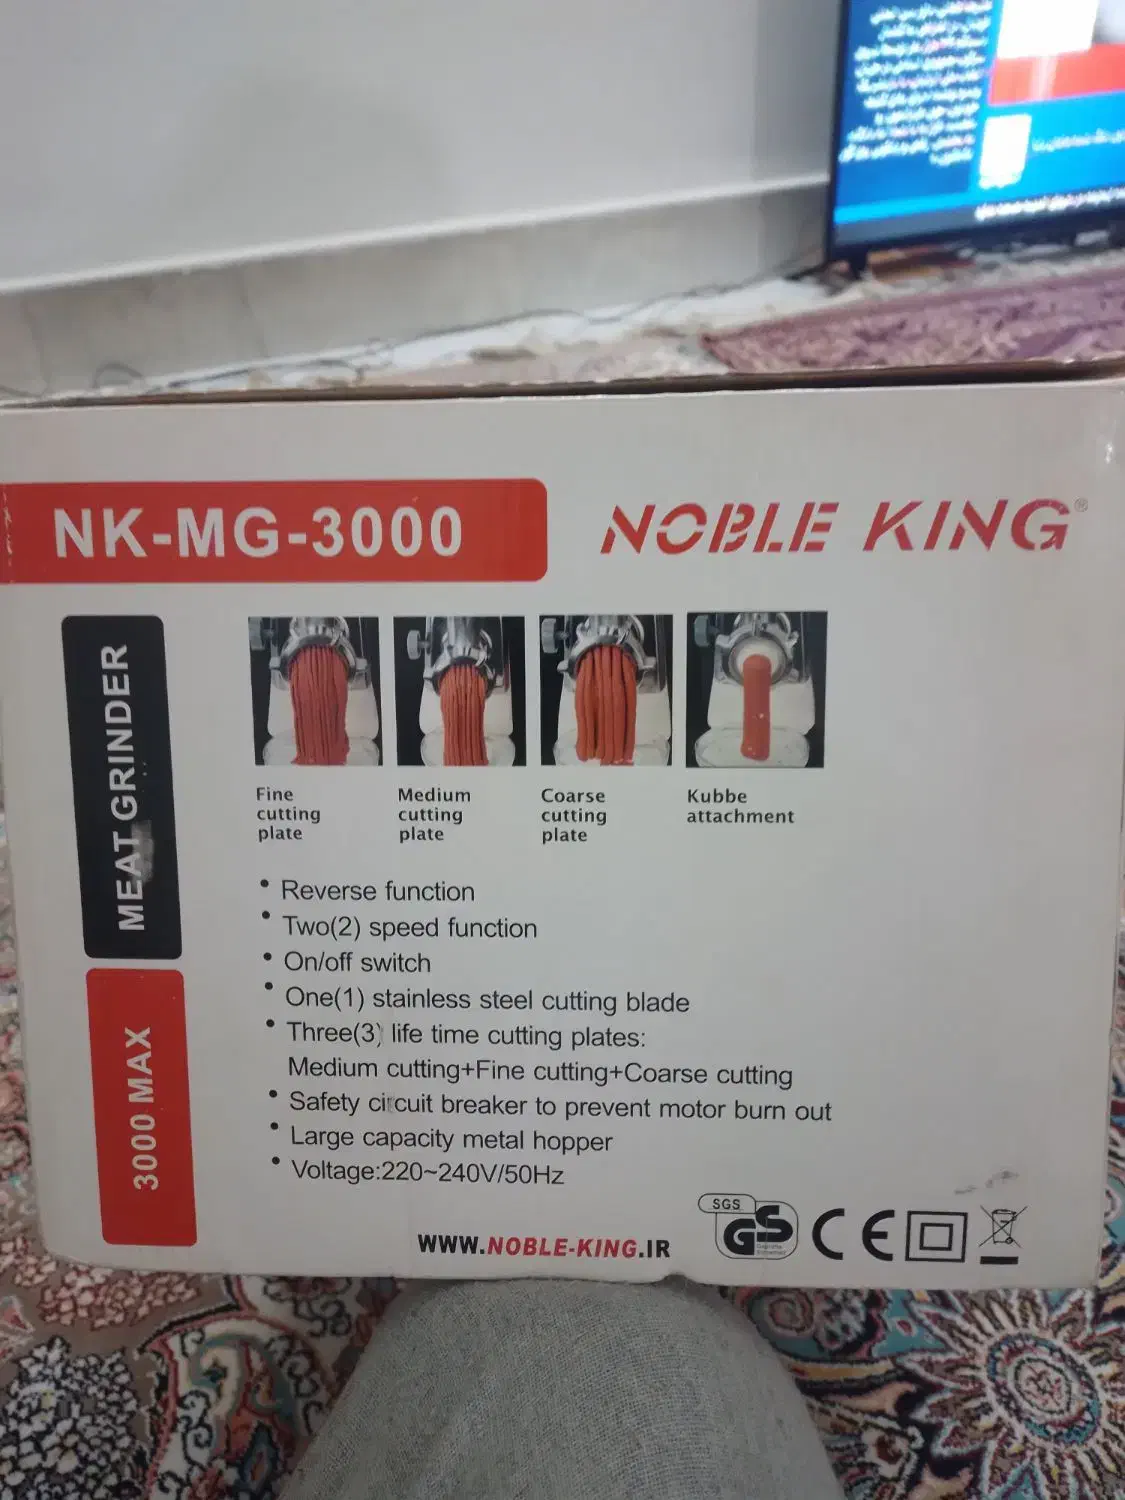 NK-MG-3000
NOBLE KING®
MEAT GRINDER
3000 MAX
Fine
cutting
plate
Medium
cutting
plate
Coarse
cutting
plate
Kubbe
attachment
• Reverse function
• Two(2) speed function
• On/off switch
• One(1) stainless steel cutting blade
• Three(3) life time cutting plates:
Medium cutting+Fine cutting+Coarse cutting
• Safety circuit breaker to prevent motor burn out
• Large capacity metal hopper
• Voltage:220~240V/50Hz
WWW.NOBLE-KING.IR
SGS
GS
CE